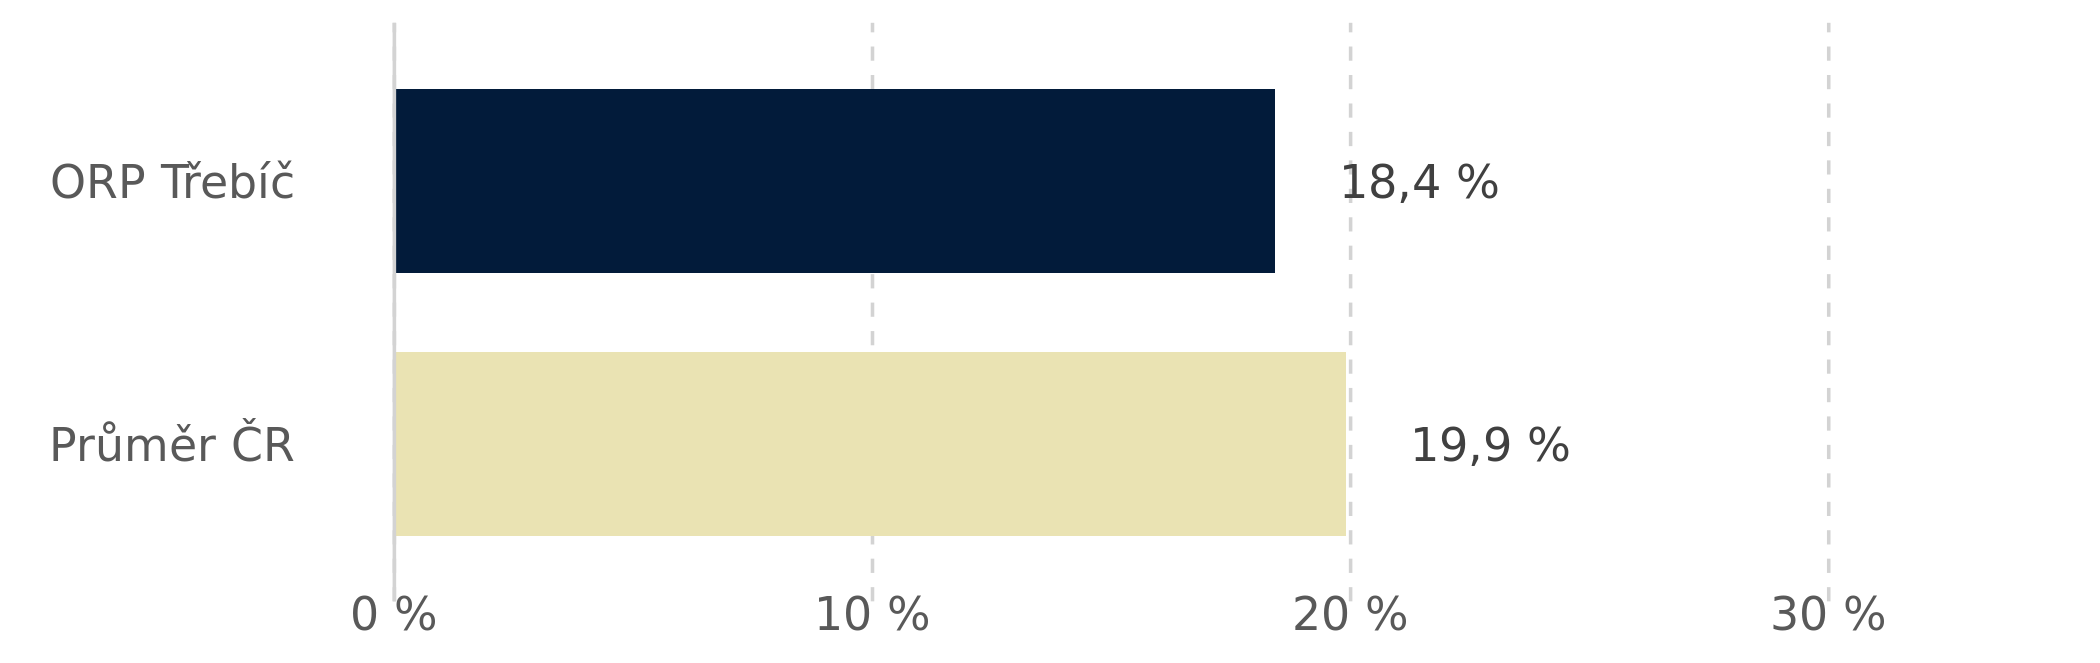 ORP Třebíč 18,4 %
Průměr ČR 19,9 %
0 % 10 % 20 % 30 %